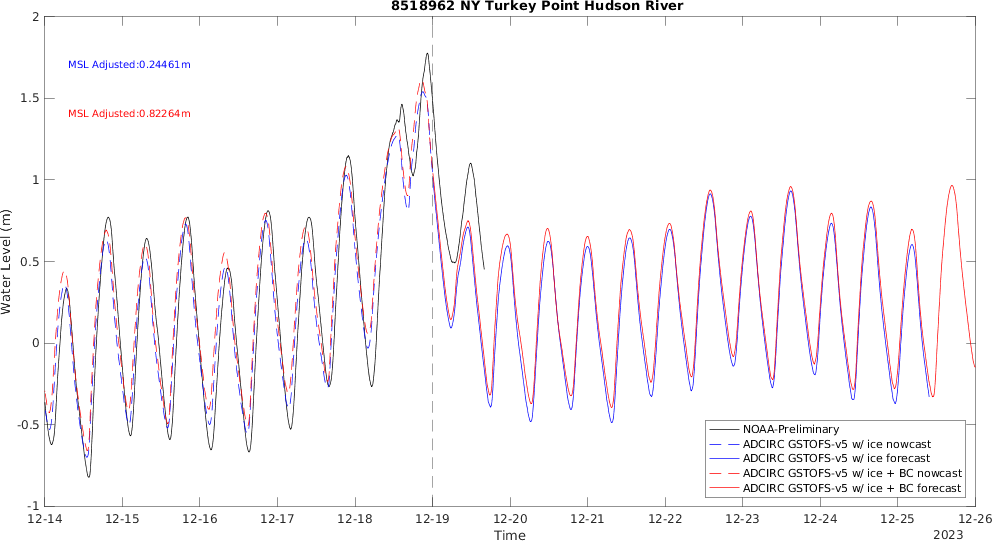 8518962 NY Turkey Point Hudson River
MSL Adjusted:0.24461m
MSL Adjusted:0.82264m
Water Level (m)
2
1.5
1
0.5
0
-0.5
-1
12-14
12-15
12-16
12-17
12-18
12-19
12-20
12-21
12-22
12-23
12-24
12-25
12-26
Time
2023
NOAA-Preliminary
ADCIRC GSTOFS-v5 w/ ice nowcast
ADCIRC GSTOFS-v5 w/ ice forecast
ADCIRC GSTOFS-v5 w/ ice + BC nowcast
ADCIRC GSTOFS-v5 w/ ice + BC forecast